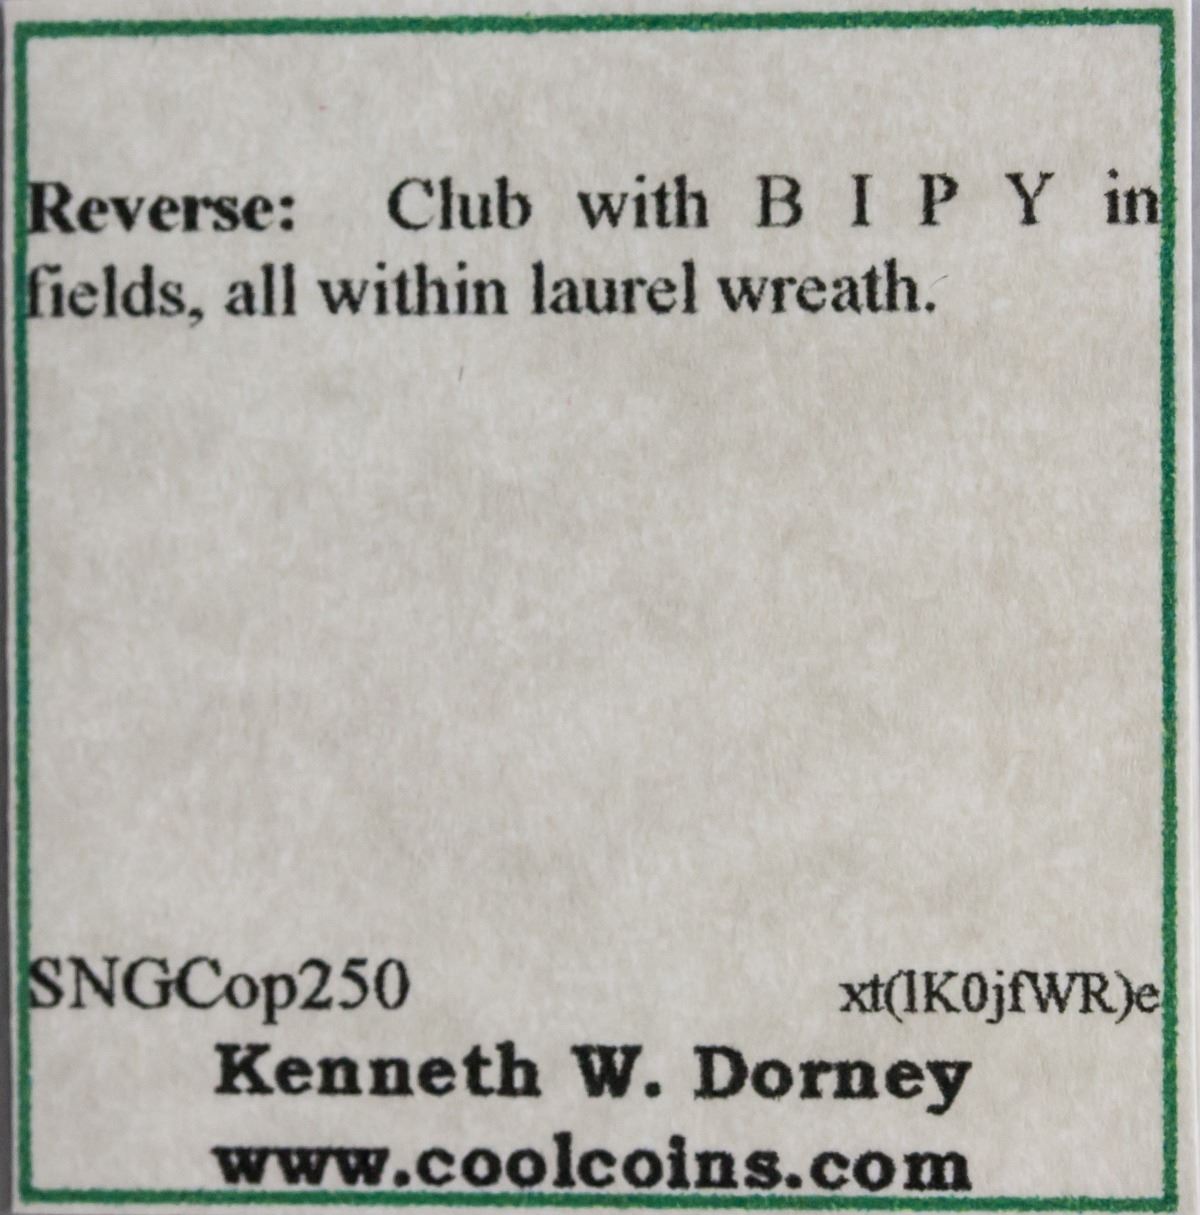 Reverse: Club with B I P Y in
fields, all within laurel wreath.
SNGCop250 xt(lK0jfWR)e
Kenneth W. Dorney
www.coolcoins.com